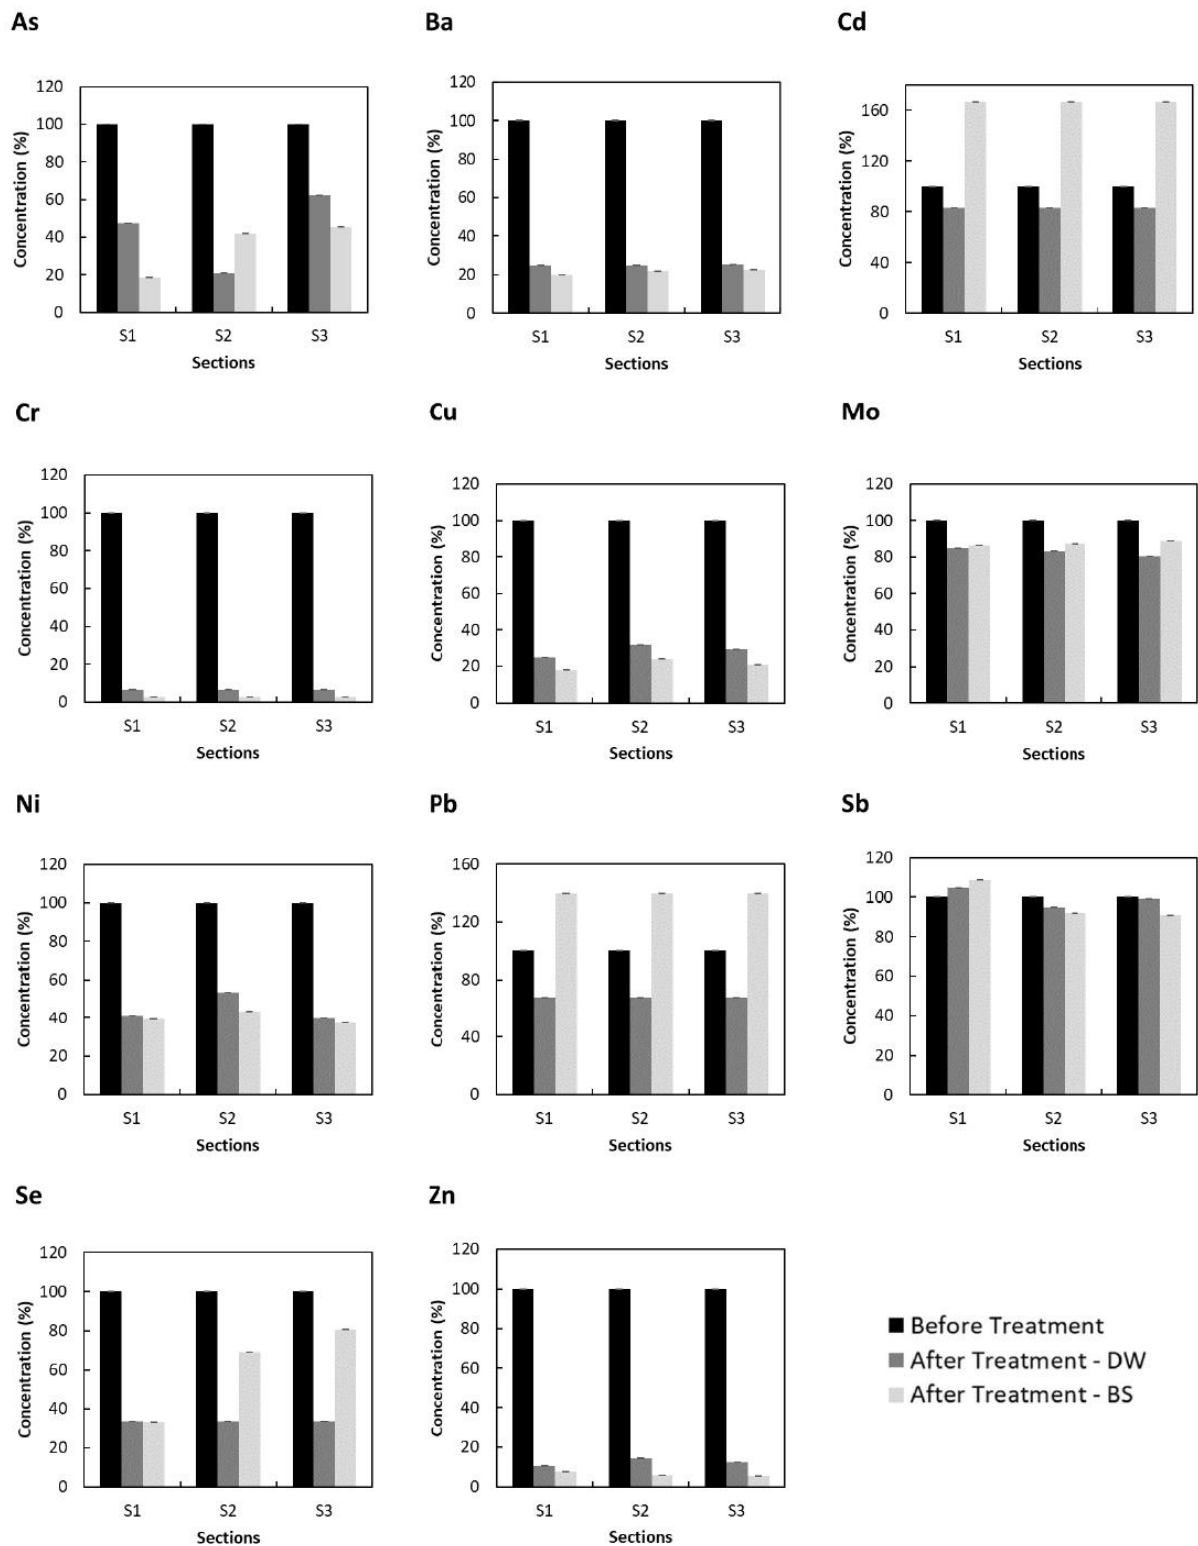 As
Ba
Cd
120
100
80
60
40
20
0
Concentration (%)
S1 S2 S3
Sections
120
100
80
60
40
20
0
Concentration (%)
S1 S2 S3
Sections
160
120
80
40
0
Concentration (%)
S1 S2 S3
Sections
Cr
Cu
Mo
120
100
80
60
40
20
0
Concentration (%)
S1 S2 S3
Sections
120
100
80
60
40
20
0
Concentration (%)
S1 S2 S3
Sections
120
100
80
60
40
20
0
Concentration (%)
S1 S2 S3
Sections
Ni
Pb
Sb
120
100
80
60
40
20
0
Concentration (%)
S1 S2 S3
Sections
160
120
80
40
0
Concentration (%)
S1 S2 S3
Sections
120
100
80
60
40
20
0
Concentration (%)
S1 S2 S3
Sections
Se
Zn
120
100
80
60
40
20
0
Concentration (%)
S1 S2 S3
Sections
120
100
80
60
40
20
0
Concentration (%)
S1 S2 S3
Sections
Before Treatment
After Treatment - DW
After Treatment - BS